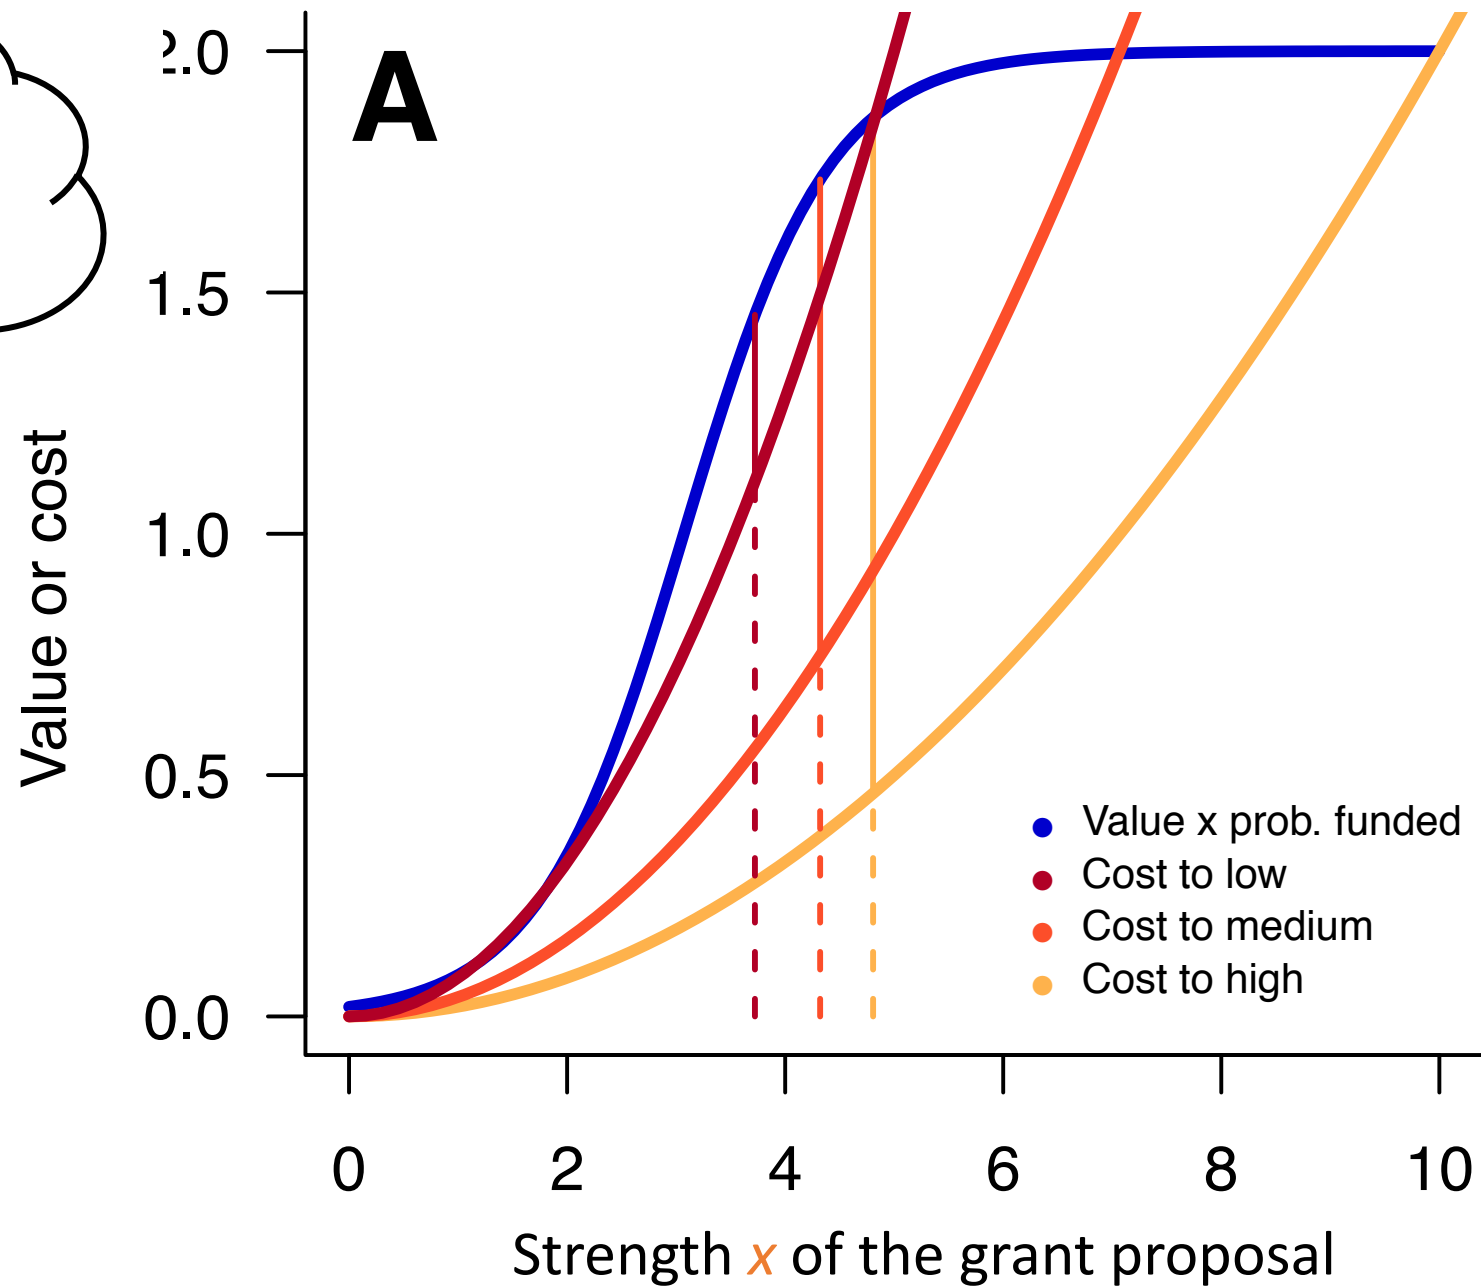 A
2.0
1.5
1.0
0.5
0.0
Value or cost
Value x prob. funded
Cost to low
Cost to medium
Cost to high
0 2 4 6 8 10
Strength x of the grant proposal